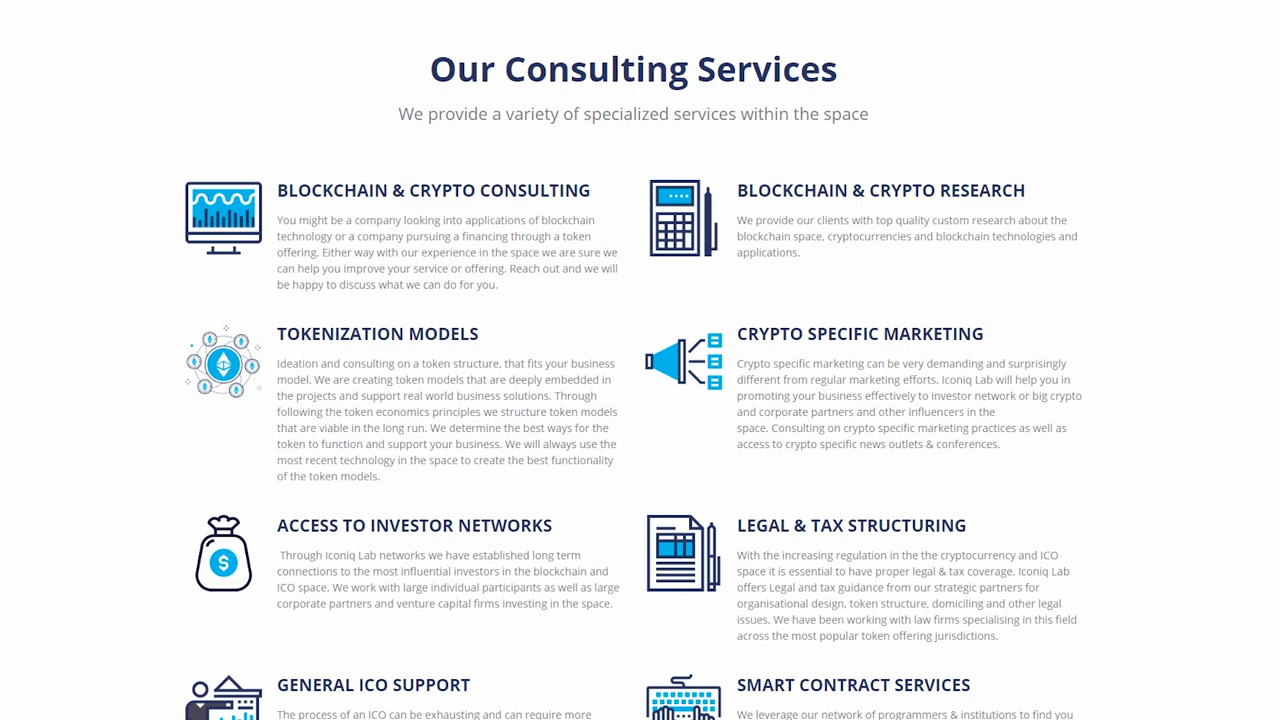 Our Consulting Services
We provide a variety of specialized services within the space
BLOCKCHAIN & CRYPTO CONSULTING
You might be a company looking into applications of blockchain
technology or a company pursuing a financing through a token
offering. Either way with our experience in the space we are sure we
can help you improve your service or offering. Reach out and we will
be happy to discuss what we can do for you.
BLOCKCHAIN & CRYPTO RESEARCH
We provide our clients with top quality custom research about the
blockchain space, cryptocurrencies and blockchain technologies and
applications.
TOKENIZATION MODELS
Ideation and consulting on a token structure, that fits your business
model. We are creating token models that are deeply embedded in
the projects and support real world business solutions. Through
following the token economics principles we structure token models
that are viable in the long run. We determine the best ways for the
token to function and support your business. We will always use the
most recent technology in the space to create the best functionality
of the token models.
CRYPTO SPECIFIC MARKETING
Crypto specific marketing can be very demanding and surprisingly
different from regular marketing efforts. Iconiq Lab will help you in
promoting your business effectively to investor network or big crypto
and corporate partners and other influencers in the
space. Consulting on crypto specific marketing practices as well as
access to crypto specific news outlets & conferences.
ACCESS TO INVESTOR NETWORKS
Through Iconiq Lab networks we have established long term
connections to the most influential investors in the blockchain and
ICO space. We work with large individual participants as well as large
corporate partners and venture capital firms investing in the space.
LEGAL & TAX STRUCTURING
With the increasing regulation in the the cryptocurrency and ICO
space it is essential to have proper legal & tax coverage. Iconiq Lab
offers Legal and tax guidance from our strategic partners for
organisational design, token structure, domiciling and other legal
issues. We have been working with law firms specialising in this field
across the most popular token offering jurisdictions.
GENERAL ICO SUPPORT
The process of an ICO can be exhausting and can require more
SMART CONTRACT SERVICES
We leverage our network of programmers & institutions to find you